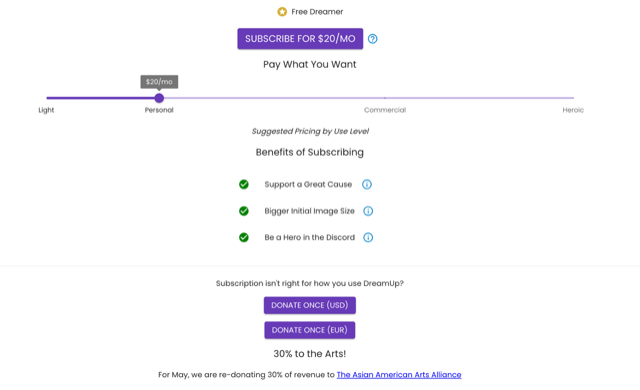 Free Dreamer
SUBSCRIBE FOR $20/MO
Pay What You Want
$20/mo
Light Personal Commercial Heroic
Suggested Pricing by Use Level
Benefits of Subscribing
Support a Great Cause
Bigger Initial Image Size
Be a Hero in the Discord
Subscription isn't right for how you use DreamUp?
DONATE ONCE (USD)
DONATE ONCE (EUR)
30% to the Arts!
For May, we are re-donating 30% of revenue to The Asian American Arts Alliance